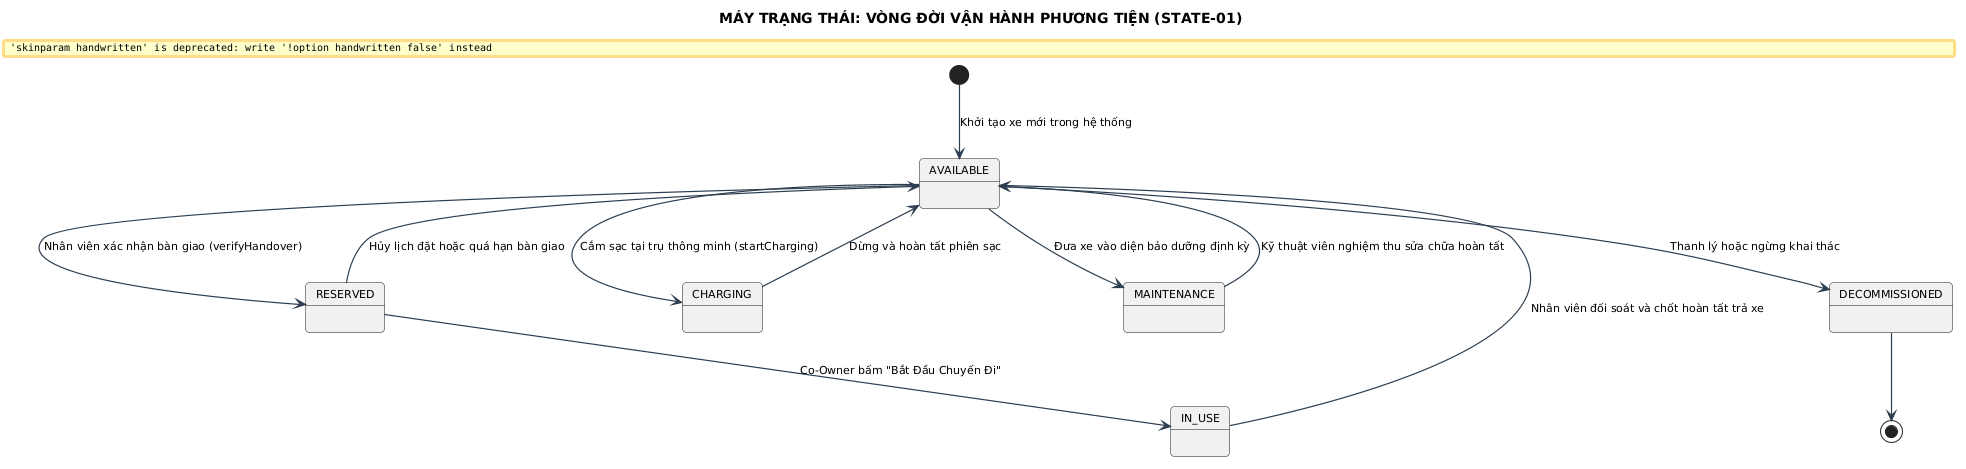 MÁY TRẠNG THÁI: VÒNG ĐỜI VẬN HÀNH PHƯƠNG TIỆN (STATE-01)
'skinparam handwritten' is deprecated: write '!option handwritten false' instead
Khởi tạo xe mới trong hệ thống
AVAILABLE
Nhân viên xác nhận bàn giao (verifyHandover)
Hủy lịch đặt hoặc quá hạn bàn giao
Cắm sạc tại trụ thông minh (startCharging)
Dừng và hoàn tất phiên sạc
Đưa xe vào diện bảo dưỡng định kỳ
Kỹ thuật viên nghiệm thu sửa chữa hoàn tất
Thanh lý hoặc ngừng khai thác
RESERVED
CHARGING
MAINTENANCE
DECOMMISSIONED
Nhân viên đối soát và chốt hoàn tất trả xe
Co-Owner bấm "Bắt Đầu Chuyến Đi"
IN_USE